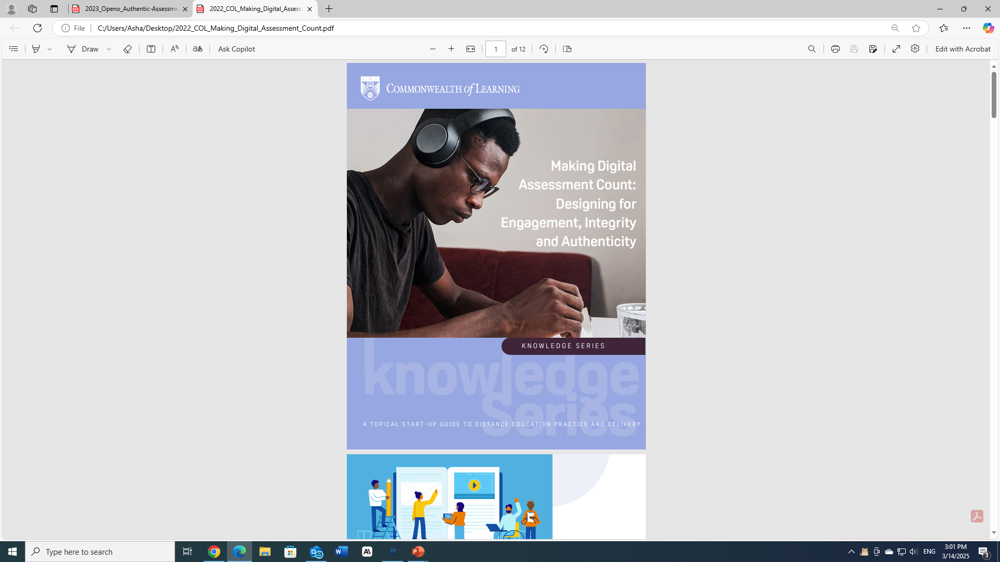 2023_Openo_Authentic-Assessme
2022_COL_Making_Digital_Assess
File
C:/Users/Asha/Desktop/2022_COL_Making_Digital_Assessment_Count.pdf
Draw
aあ
Ask Copilot
1 of 12
Edit with Acrobat
COL
COMMONWEALTH of LEARNING
Making Digital
Assessment Count:
Designing for
Engagement, Integrity
and Authenticity
KNOWLEDGE SERIES
knowledge
Series
A TOPICAL START-UP GUIDE TO DISTANCE EDUCATION PRACTICE AND DELIVERY
Type here to search
ENG
3:01 PM
3/14/2025
3